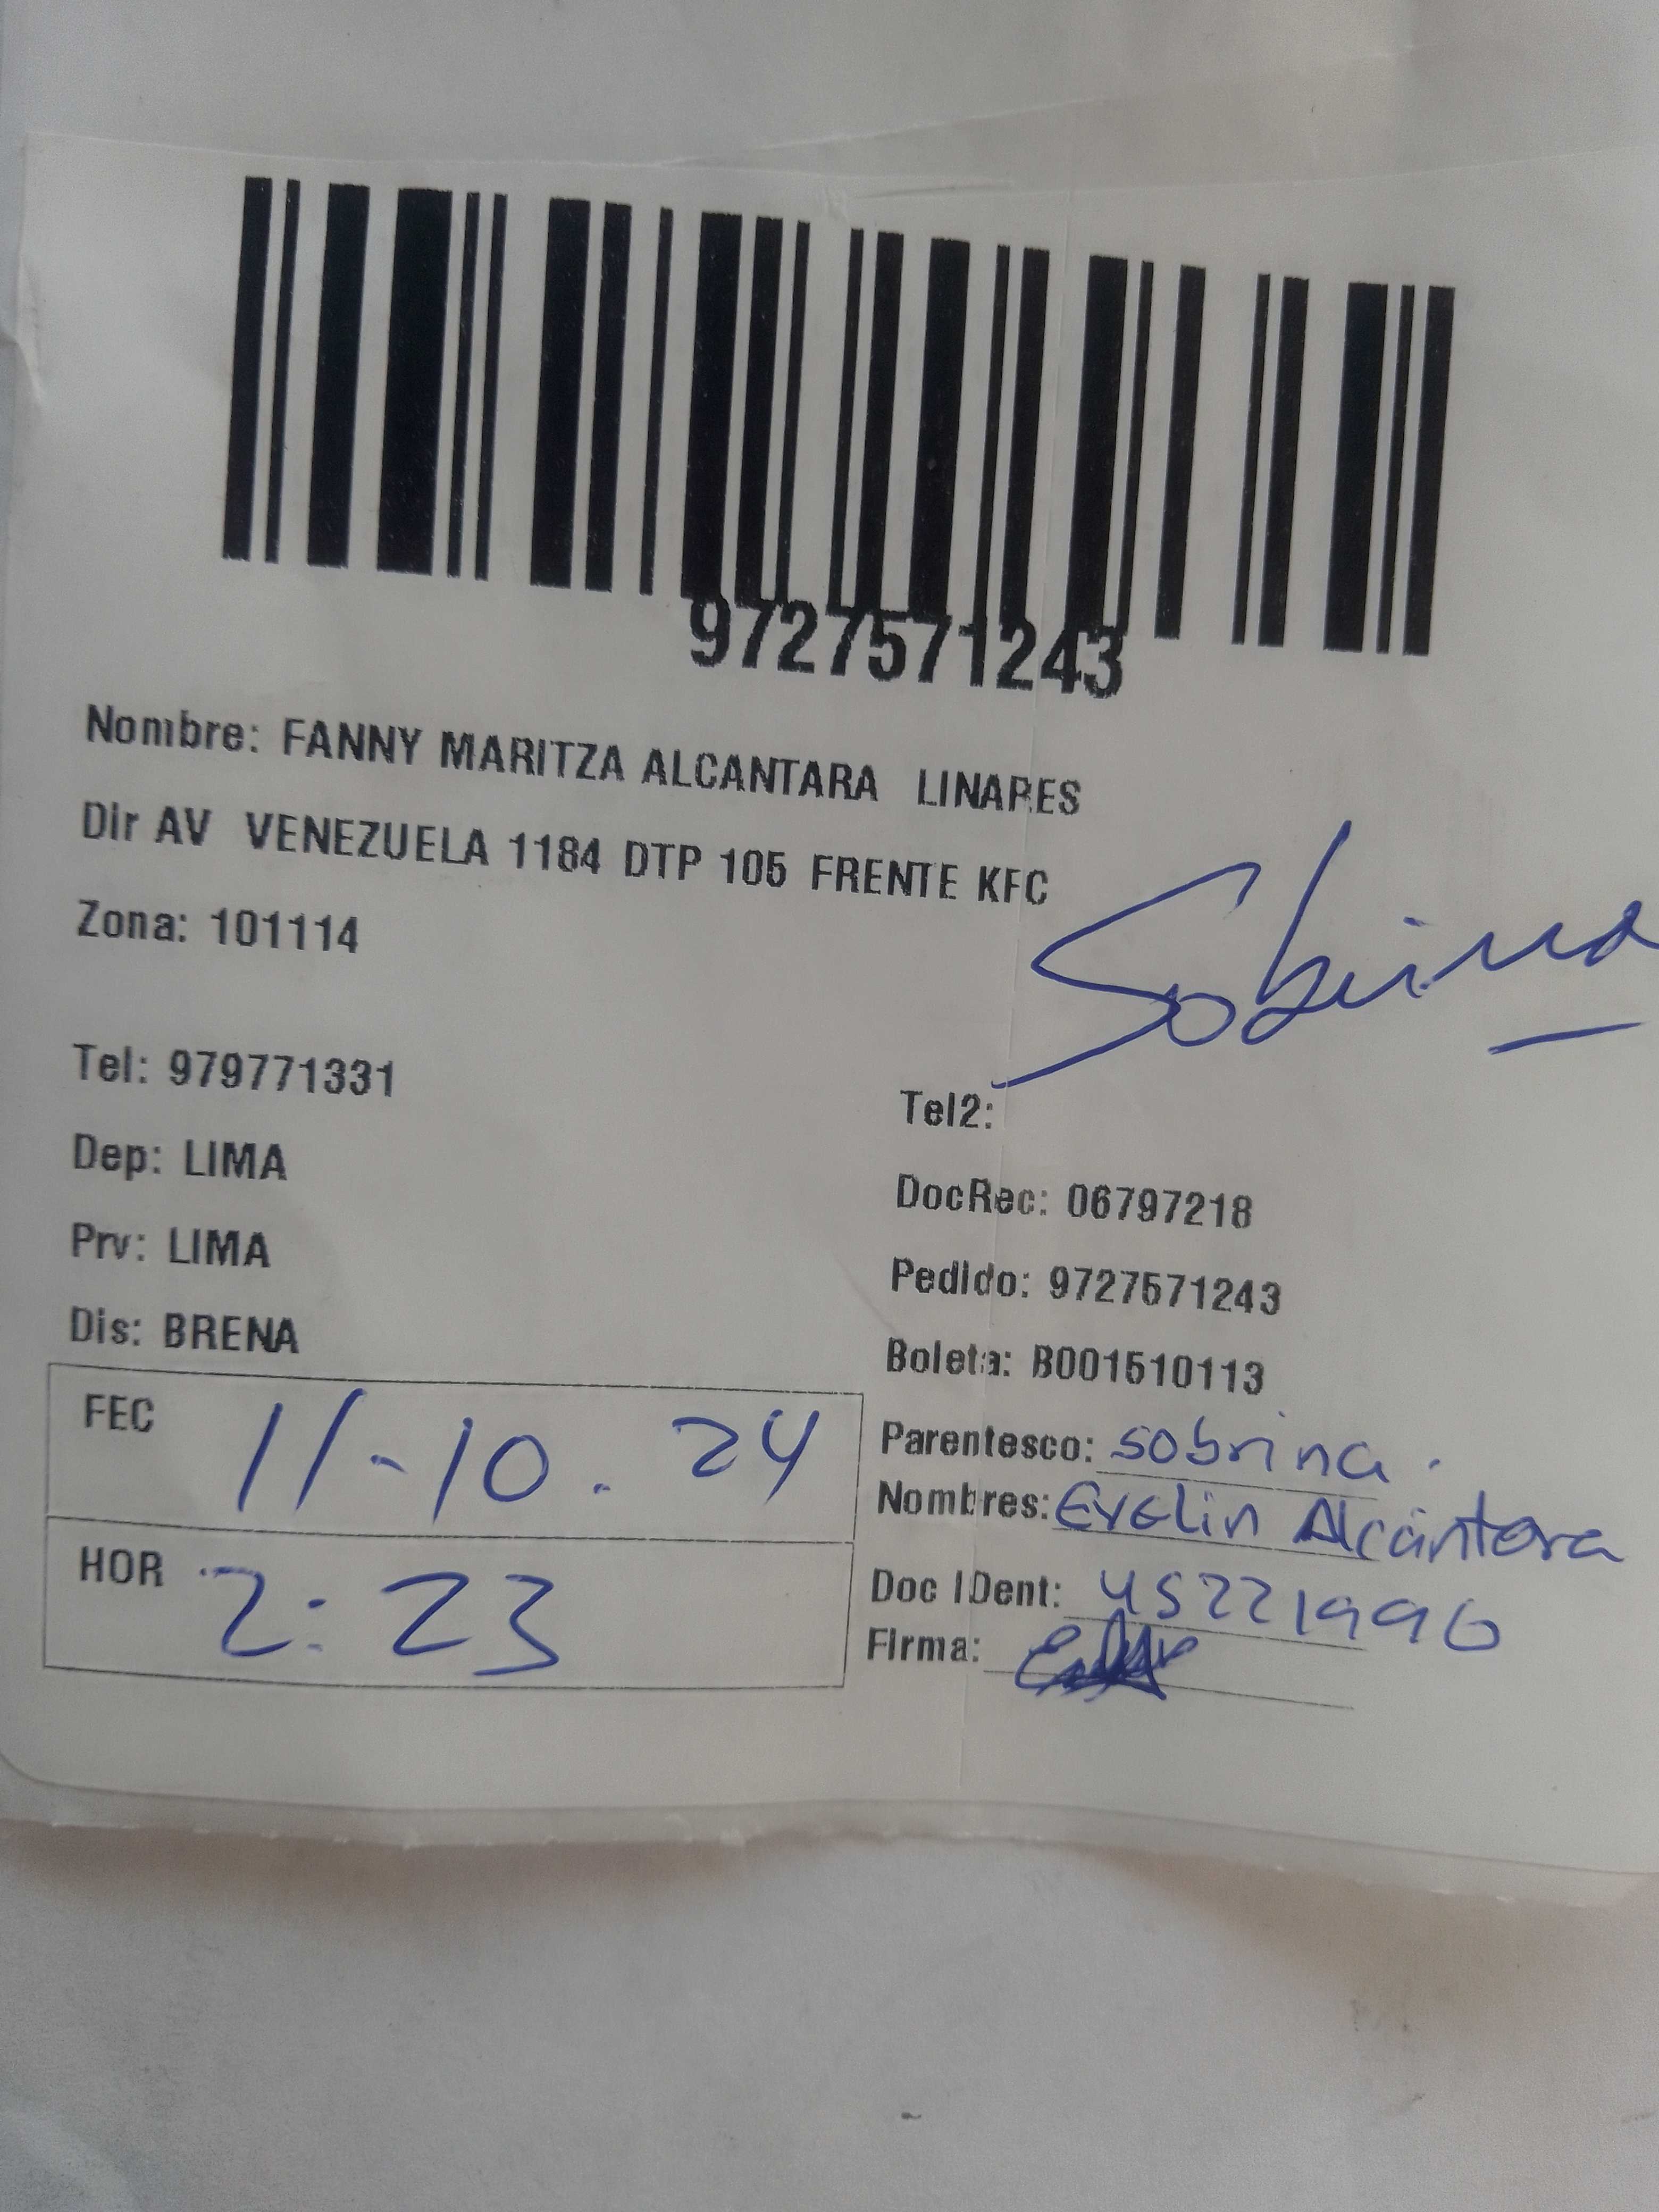 9727571243
Nombre: FANNY MARITZA ALCANTARA LINARES
Dir AV VENEZUELA 1184 DTP 105 FRENTE KFC
Zona: 101114
Sobrina
Tel: 979771331
Tel2:
Dep: LIMA
DocRec: 06797218
Prv: LIMA
Pedido: 9727571243
Dis: BRENA
Boleta: B001510113
FEC 11-10.24
Parentesco: sobrina.
Nombres: Evelin Alcántara
HOR 2:23
Doc IDent: 45221990
Firma: